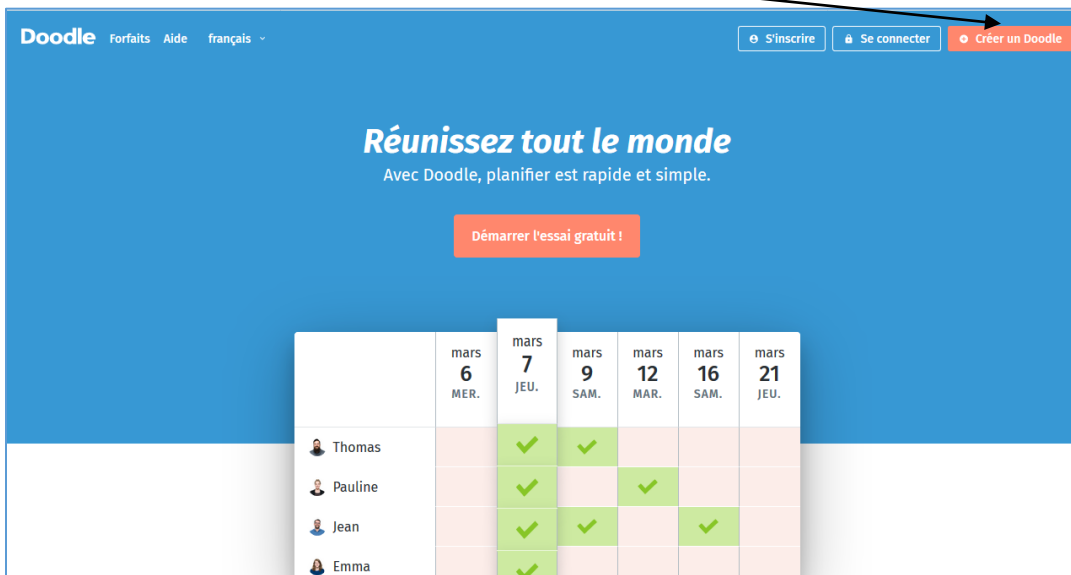 Doodle Forfaits Aide français
S'inscrire Se connecter Créer un Doodle
Réunissez tout le monde
Avec Doodle, planifier est rapide et simple.
Démarrer l'essai gratuit !
mars mars mars mars mars mars
6 7 9 12 16 21
MER. JEU. SAM. MAR. SAM. JEU.
Thomas
Pauline
Jean
Emma